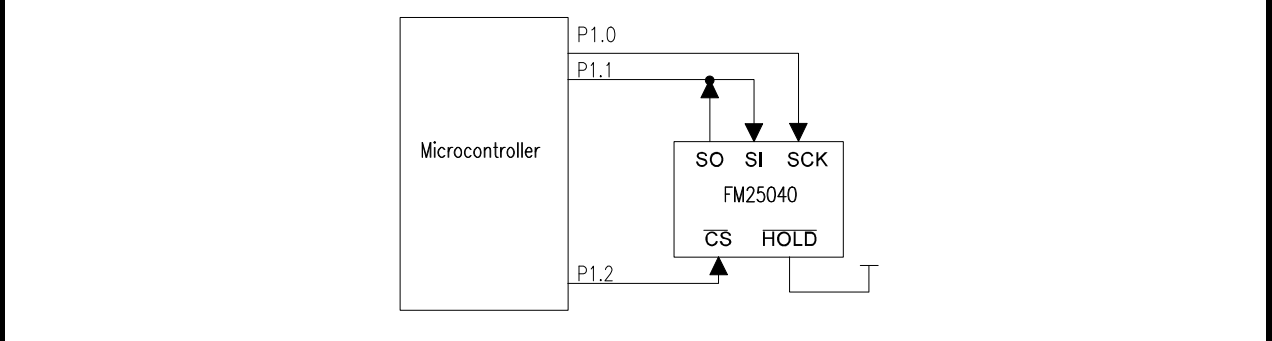 P1.0
P1.1
Microcontroller
SO SI SCK
FM25040
CS HOLD
P1.2